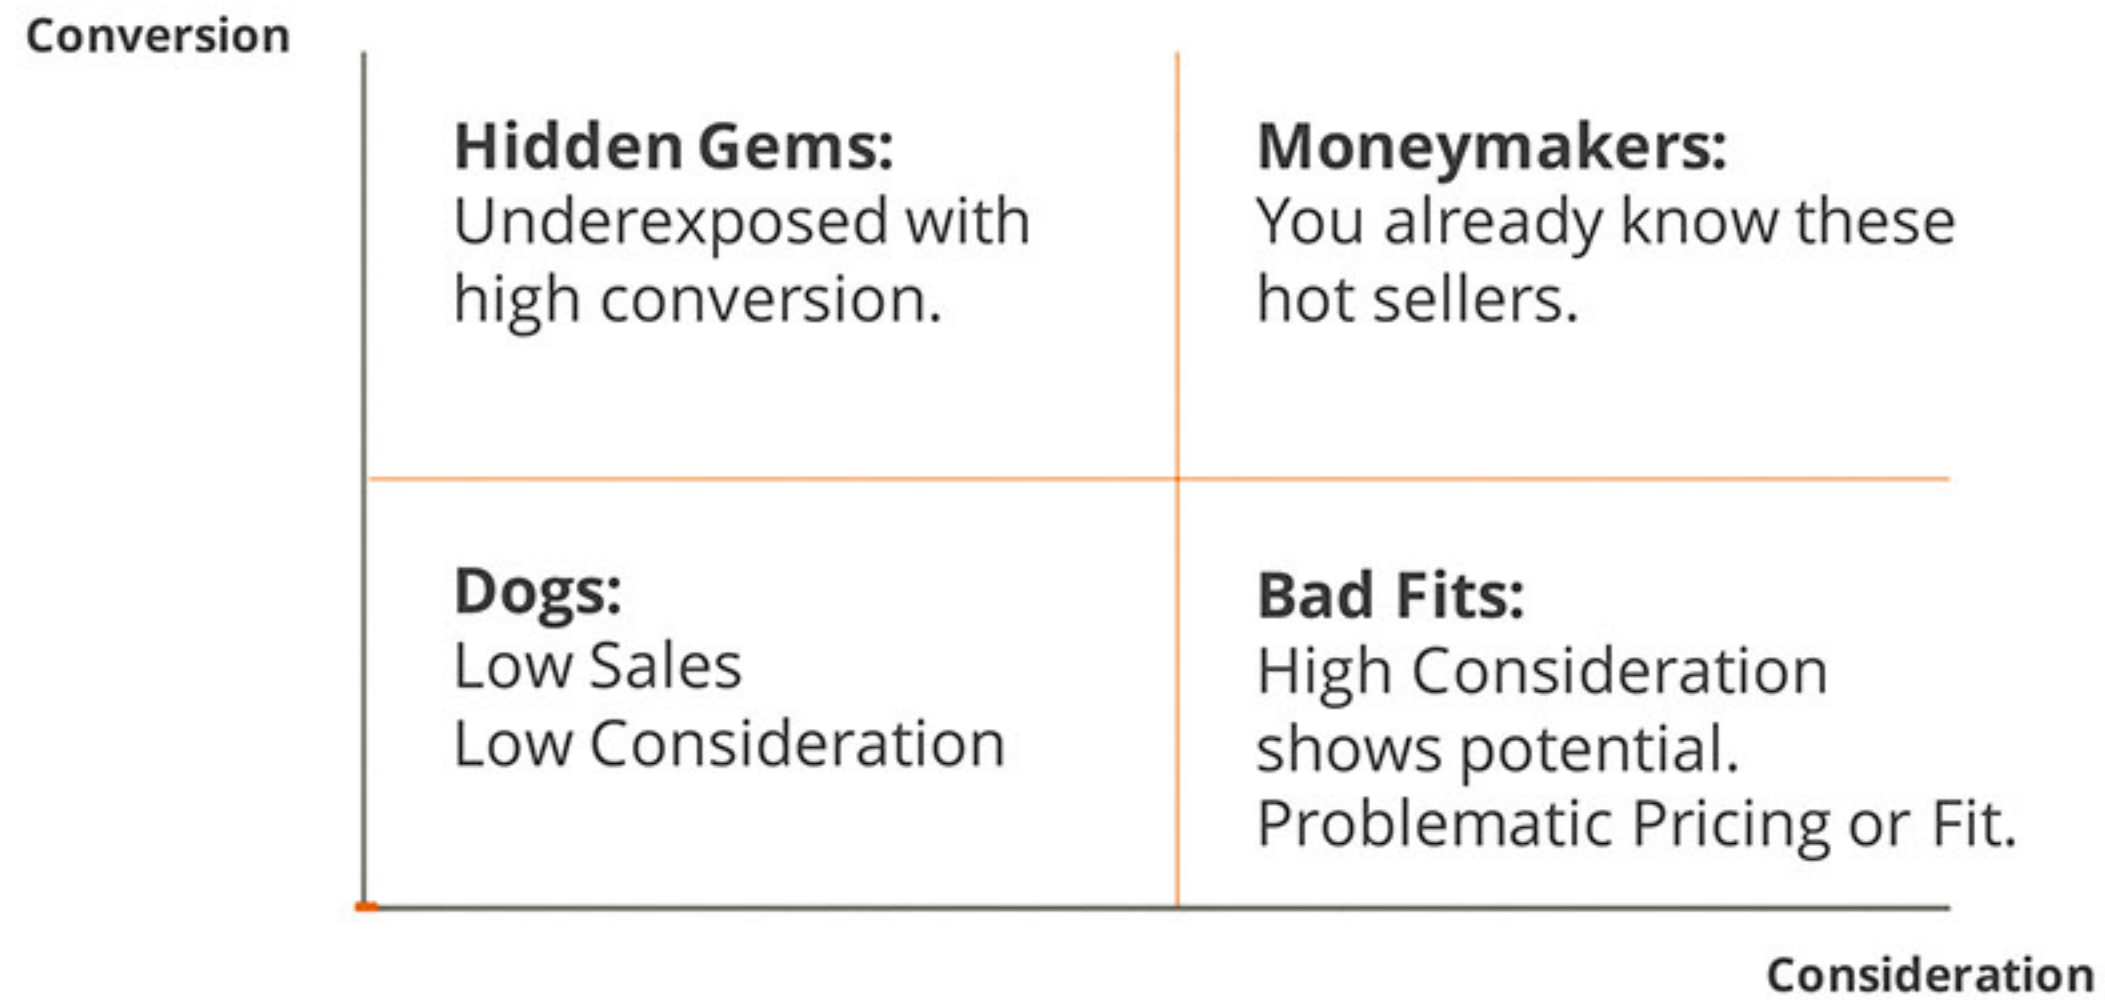 Conversion
Hidden Gems:
Underexposed with
high conversion.
Moneymakers:
You already know these
hot sellers.
Dogs:
Low Sales
Low Consideration
Bad Fits:
High Consideration
shows potential.
Problematic Pricing or Fit.
Consideration